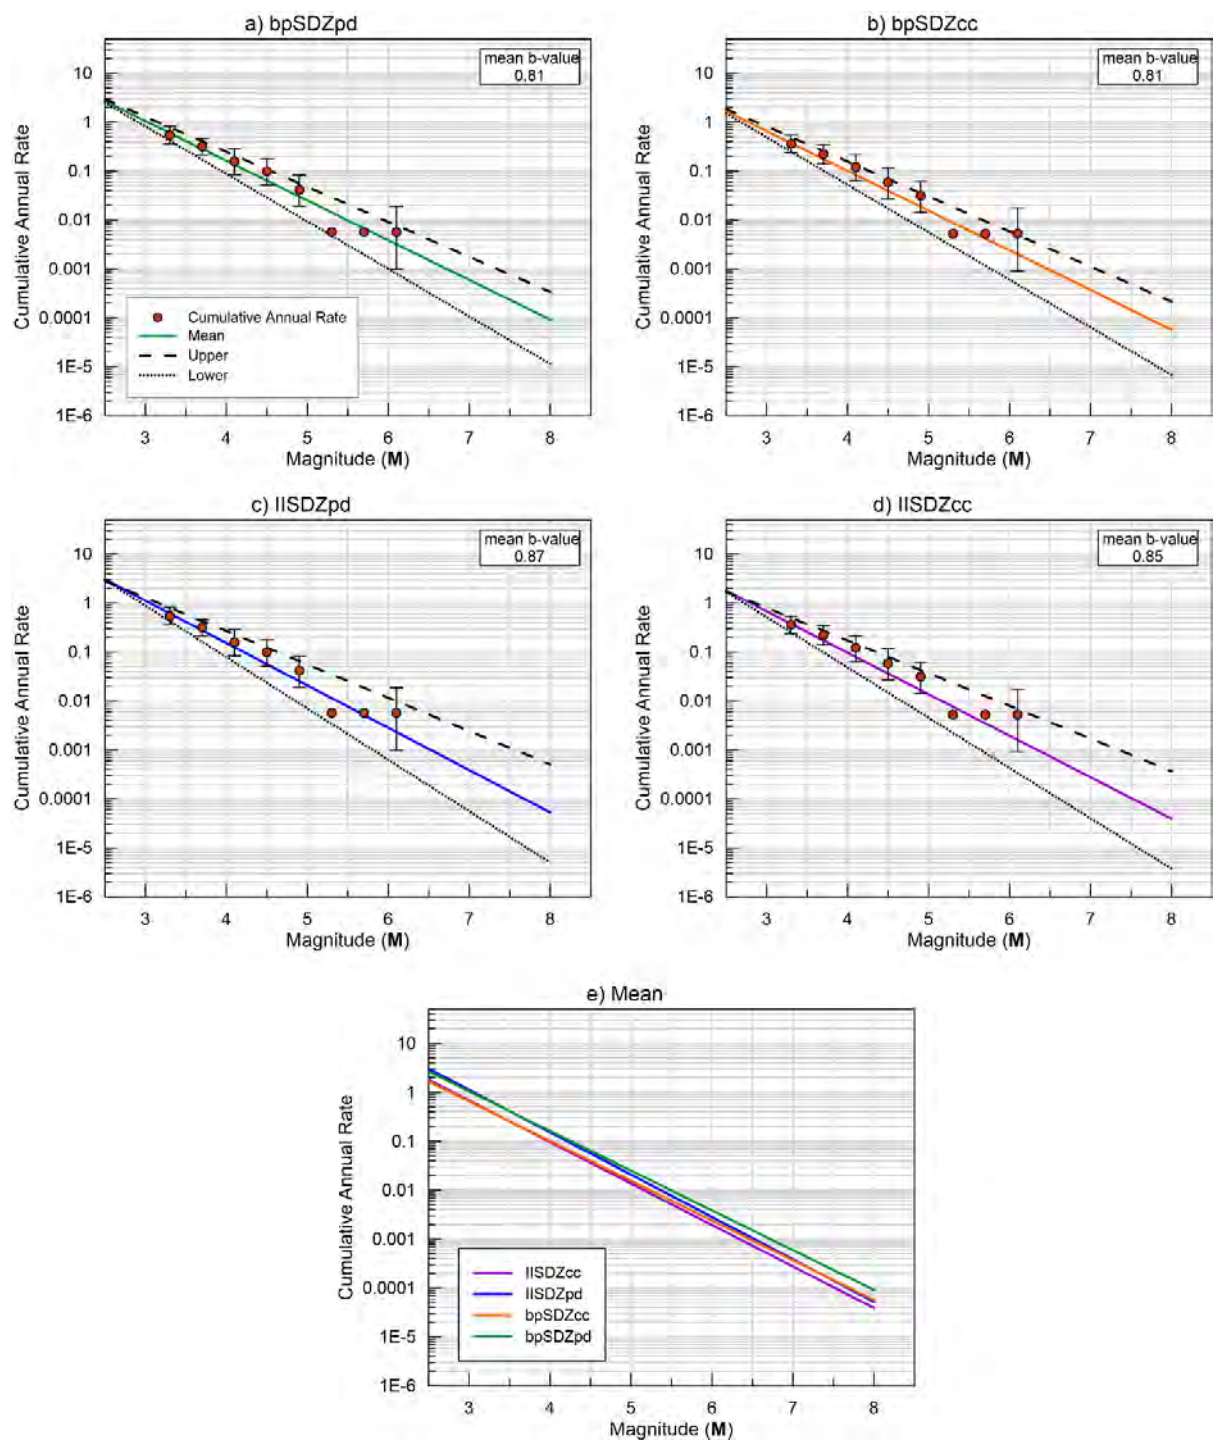 a) bpSDZpd
mean b-value
0.81
10
1
0.1
0.01
0.001
0.0001
1E-5
1E-6
Cumulative Annual Rate
Cumulative Annual Rate
Mean
Upper
Lower
3 4 5 6 7 8
Magnitude (M)
b) bpSDZcc
mean b-value
0.81
10
1
0.1
0.01
0.001
0.0001
1E-5
1E-6
Cumulative Annual Rate
3 4 5 6 7 8
Magnitude (M)
c) IISDZpd
mean b-value
0.87
10
1
0.1
0.01
0.001
0.0001
1E-5
1E-6
Cumulative Annual Rate
3 4 5 6 7 8
Magnitude (M)
d) IISDZcc
mean b-value
0.85
10
1
0.1
0.01
0.001
0.0001
1E-5
1E-6
Cumulative Annual Rate
3 4 5 6 7 8
Magnitude (M)
e) Mean
10
1
0.1
0.01
0.001
0.0001
1E-5
1E-6
Cumulative Annual Rate
IISDZcc
IISDZpd
bpSDZcc
bpSDZpd
3 4 5 6 7 8
Magnitude (M)